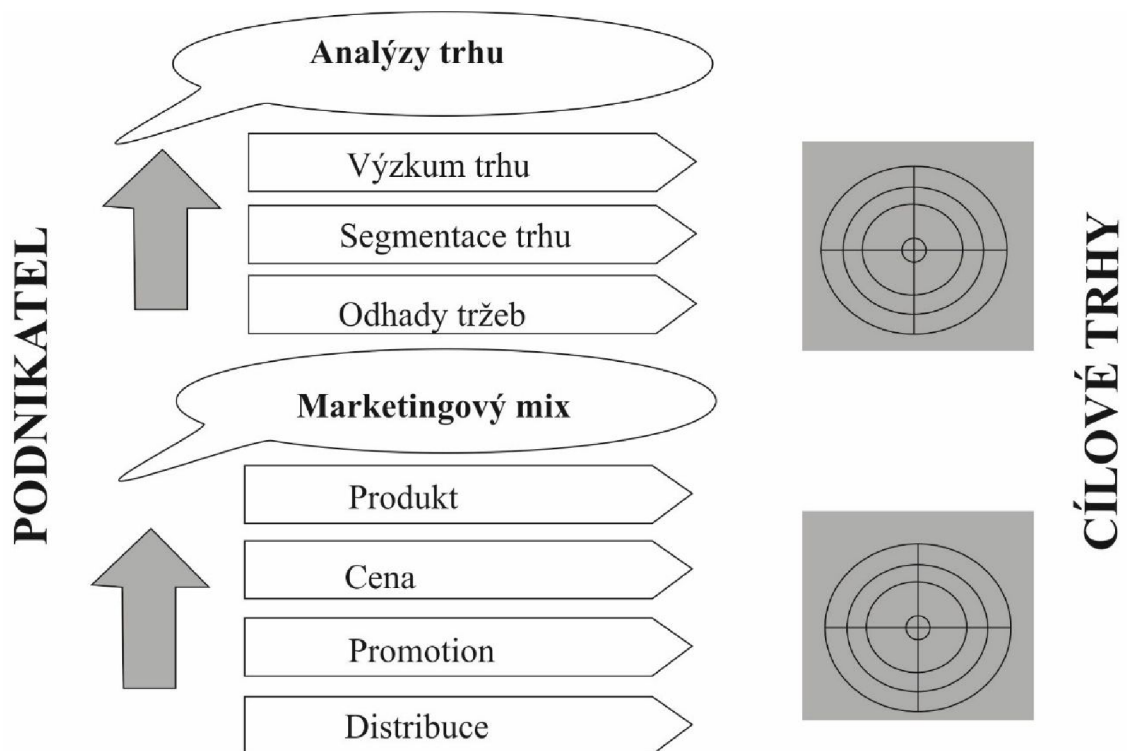 PODNIKATEL
Analýzy trhu
Výzkum trhu
Segmentace trhu
Odhady tržeb
Marketingový mix
Produkt
Cena
Promotion
Distribuce
CÍLOVÉ TRHY